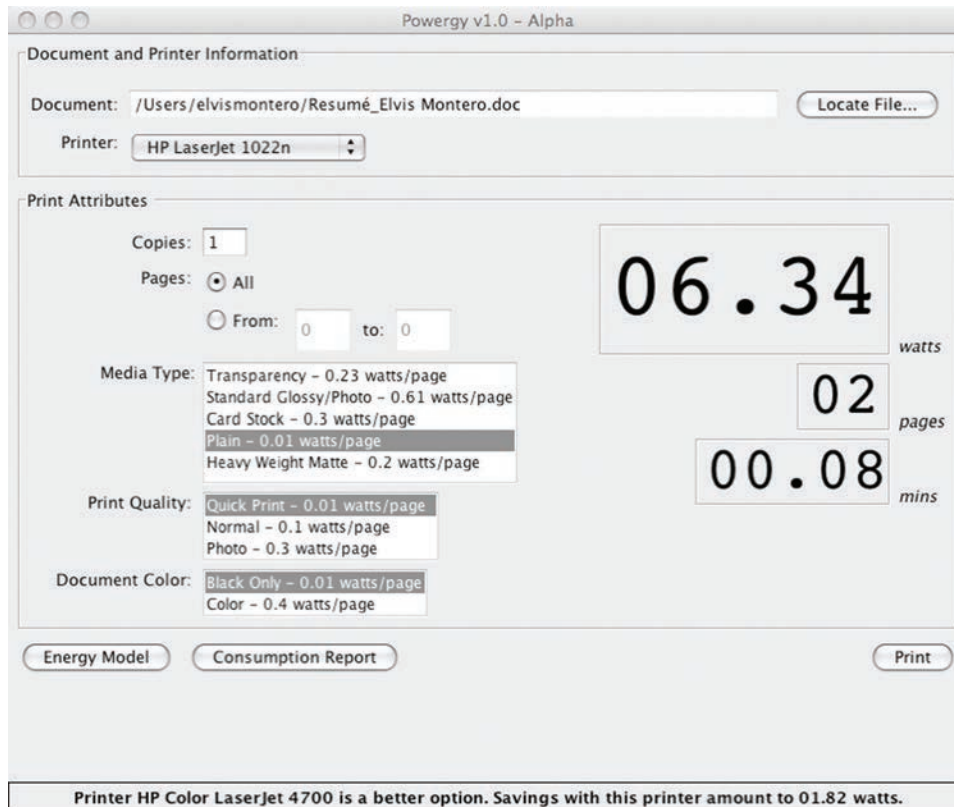 Powergy v1.0 – Alpha
Document and Printer Information
Document: /Users/elvismontero/Resumé_Elvis Montero.doc Locate File...
Printer: HP LaserJet 1022n
Print Attributes
Copies: 1
Pages: All
From: 0 to: 0
06.34
watts
Media Type: Transparency – 0.23 watts/page
Standard Glossy/Photo – 0.61 watts/page
Card Stock – 0.3 watts/page
Plain – 0.01 watts/page
Heavy Weight Matte – 0.2 watts/page
02
pages
00.08
mins
Print Quality: Quick Print – 0.01 watts/page
Normal – 0.1 watts/page
Photo – 0.3 watts/page
Document Color: Black Only – 0.01 watts/page
Color – 0.4 watts/page
Energy Model Consumption Report Print
Printer HP Color LaserJet 4700 is a better option. Savings with this printer amount to 01.82 watts.